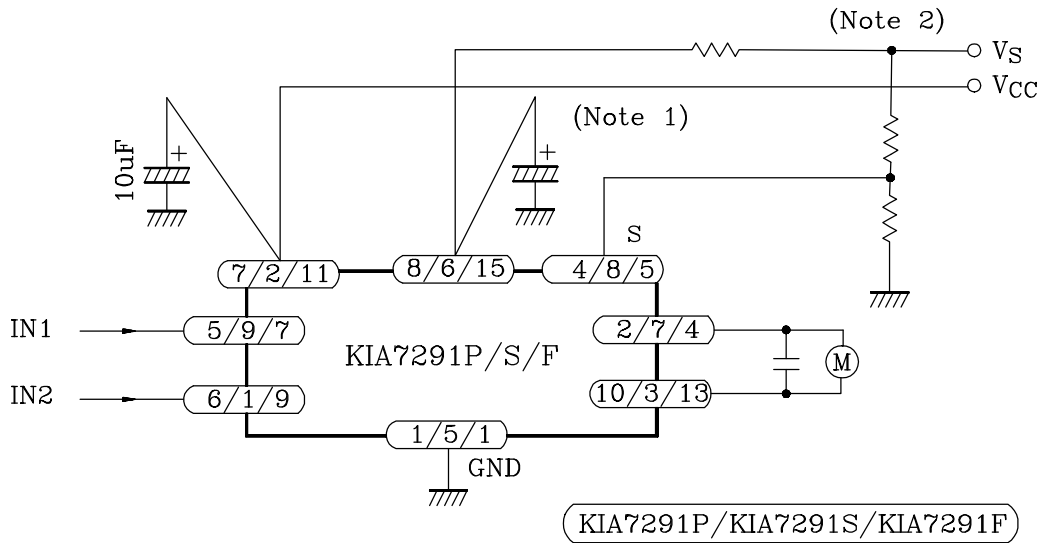 (Note 2)
VS
VCC
(Note 1)
10uF
+
+
S
7/2/11
8/6/15
4/8/5
IN1
5/9/7
2/7/4
KIA7291P/S/F
M
IN2
6/1/9
10/3/13
1/5/1
GND
KIA7291P/KIA7291S/KIA7291F